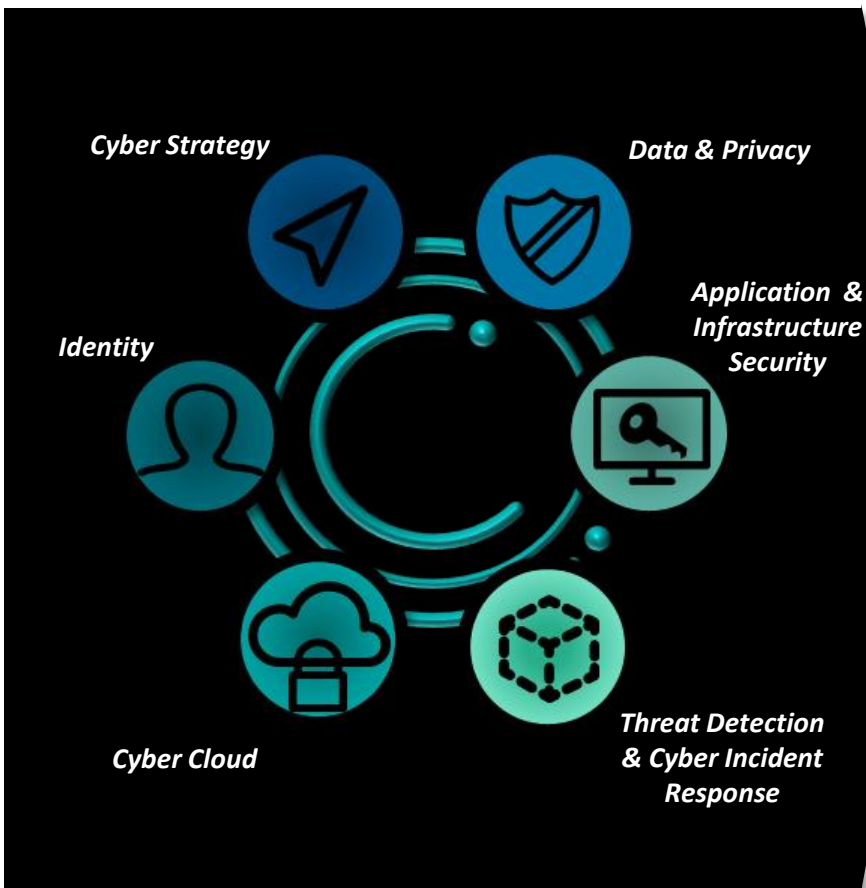 Cyber Strategy
Data & Privacy
Application &
Infrastructure
Security
Identity
Cyber Cloud
Threat Detection
& Cyber Incident
Response